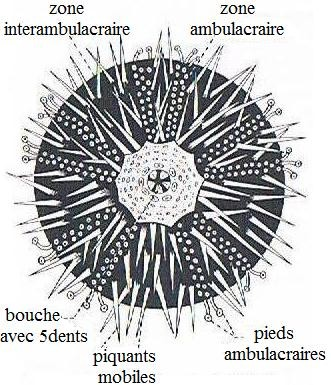 zone
interambulacraire
zone
ambulacraire
bouche
avec 5dents
piquants
mobiles
pieds
ambulacraires